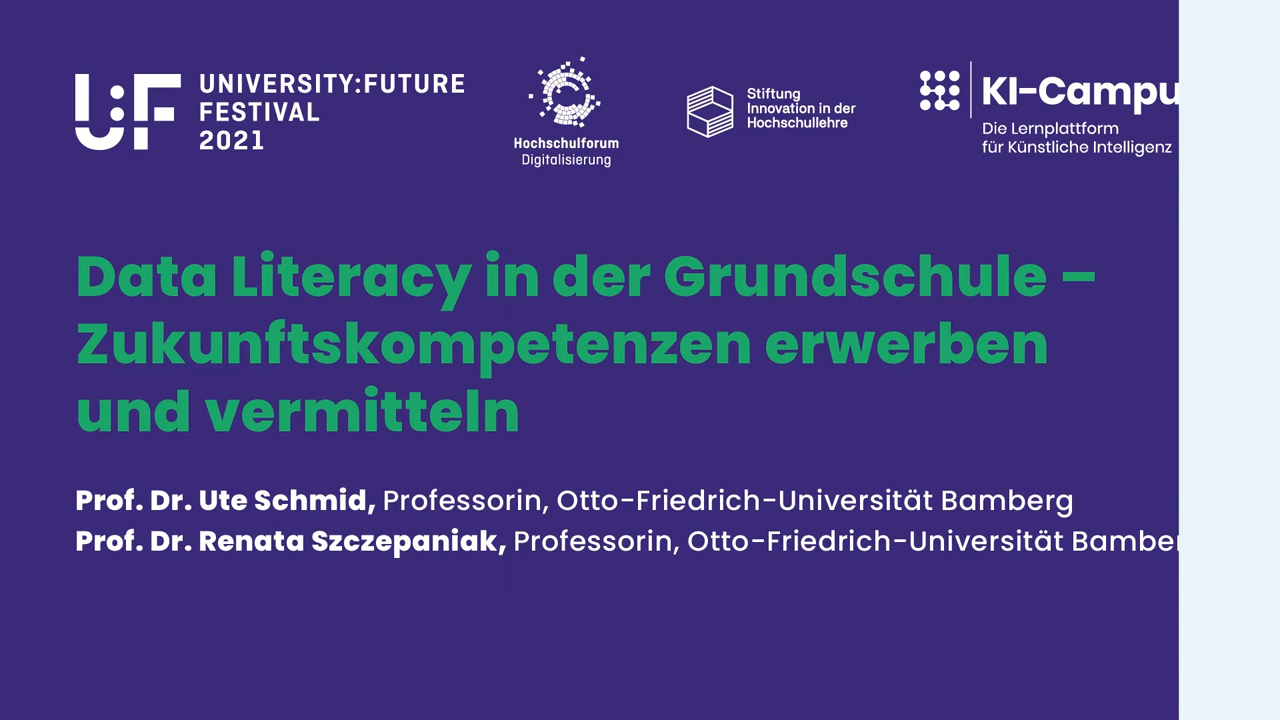 UNIVERSITY:FUTURE
FESTIVAL
2021
Hochschulforum
Digitalisierung
Stiftung
Innovation in der
Hochschullehre
KI-Campu
Die Lernplattform
für Künstliche Intelligenz
Data Literacy in der Grundschule –
Zukunftskompetenzen erwerben
und vermitteln
Prof. Dr. Ute Schmid, Professorin, Otto-Friedrich-Universität Bamberg
Prof. Dr. Renata Szczepaniak, Professorin, Otto-Friedrich-Universität Bamber